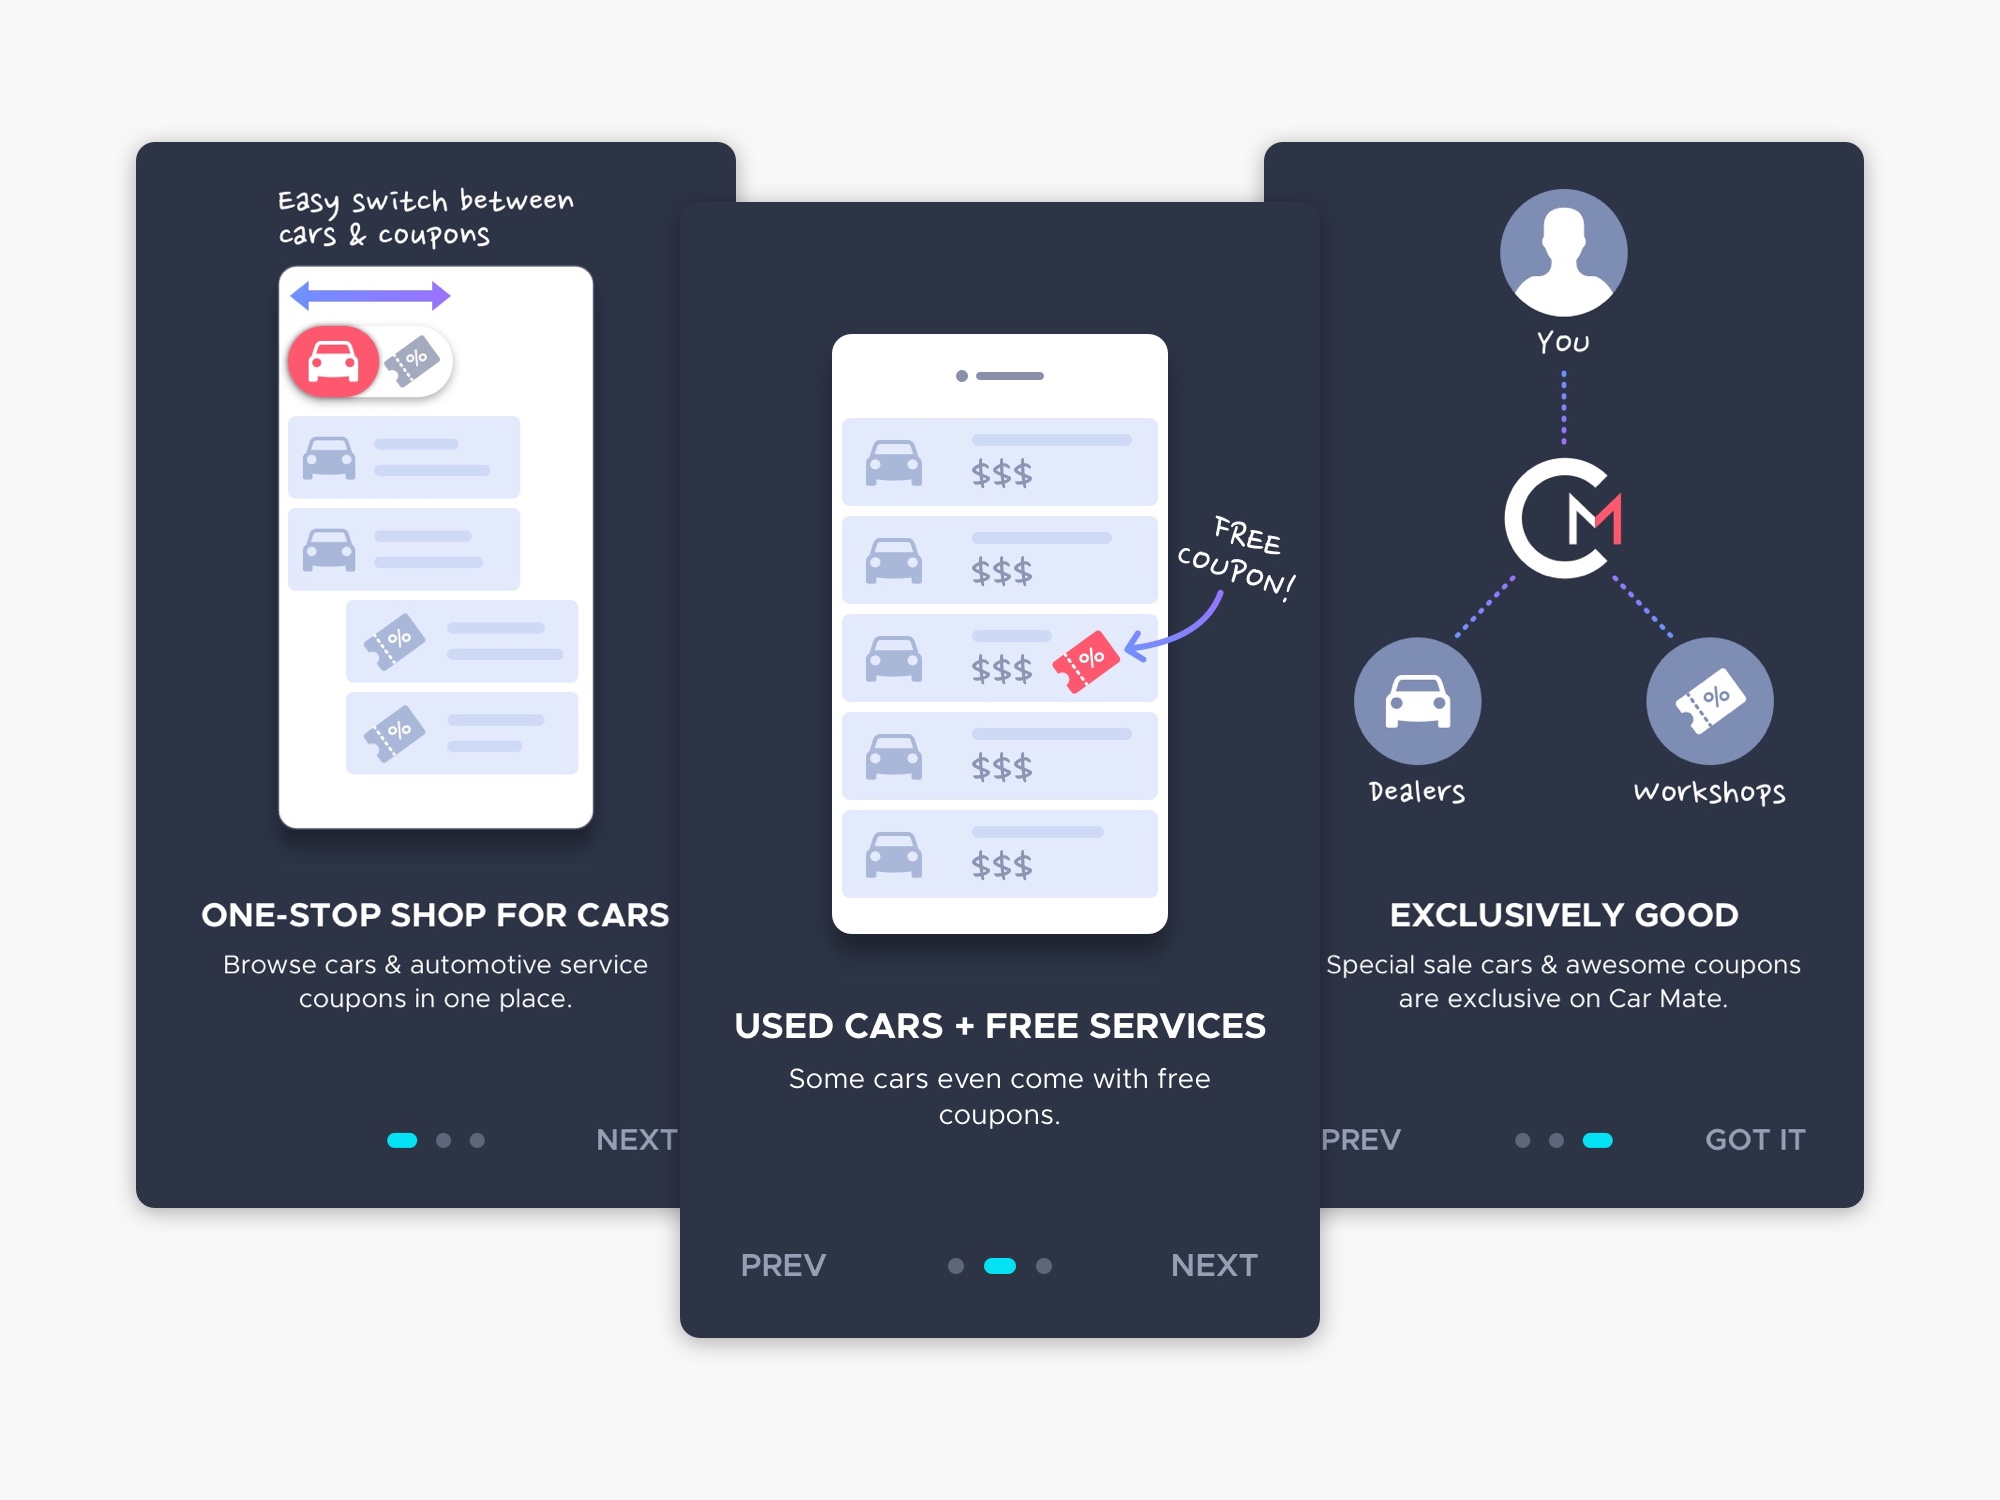 Easy switch between
cars & coupons
%
%
%
ONE-STOP SHOP FOR CARS
Browse cars & automotive service
coupons in one place.
NEXT
$$$
$$$
FREE
COUPON!
$$$
%
$$$
$$$
USED CARS + FREE SERVICES
Some cars even come with free
coupons.
PREV
NEXT
You
CM
%
Dealers
Workshops
EXCLUSIVELY GOOD
Special sale cars & awesome coupons
are exclusive on Car Mate.
PREV
GOT IT